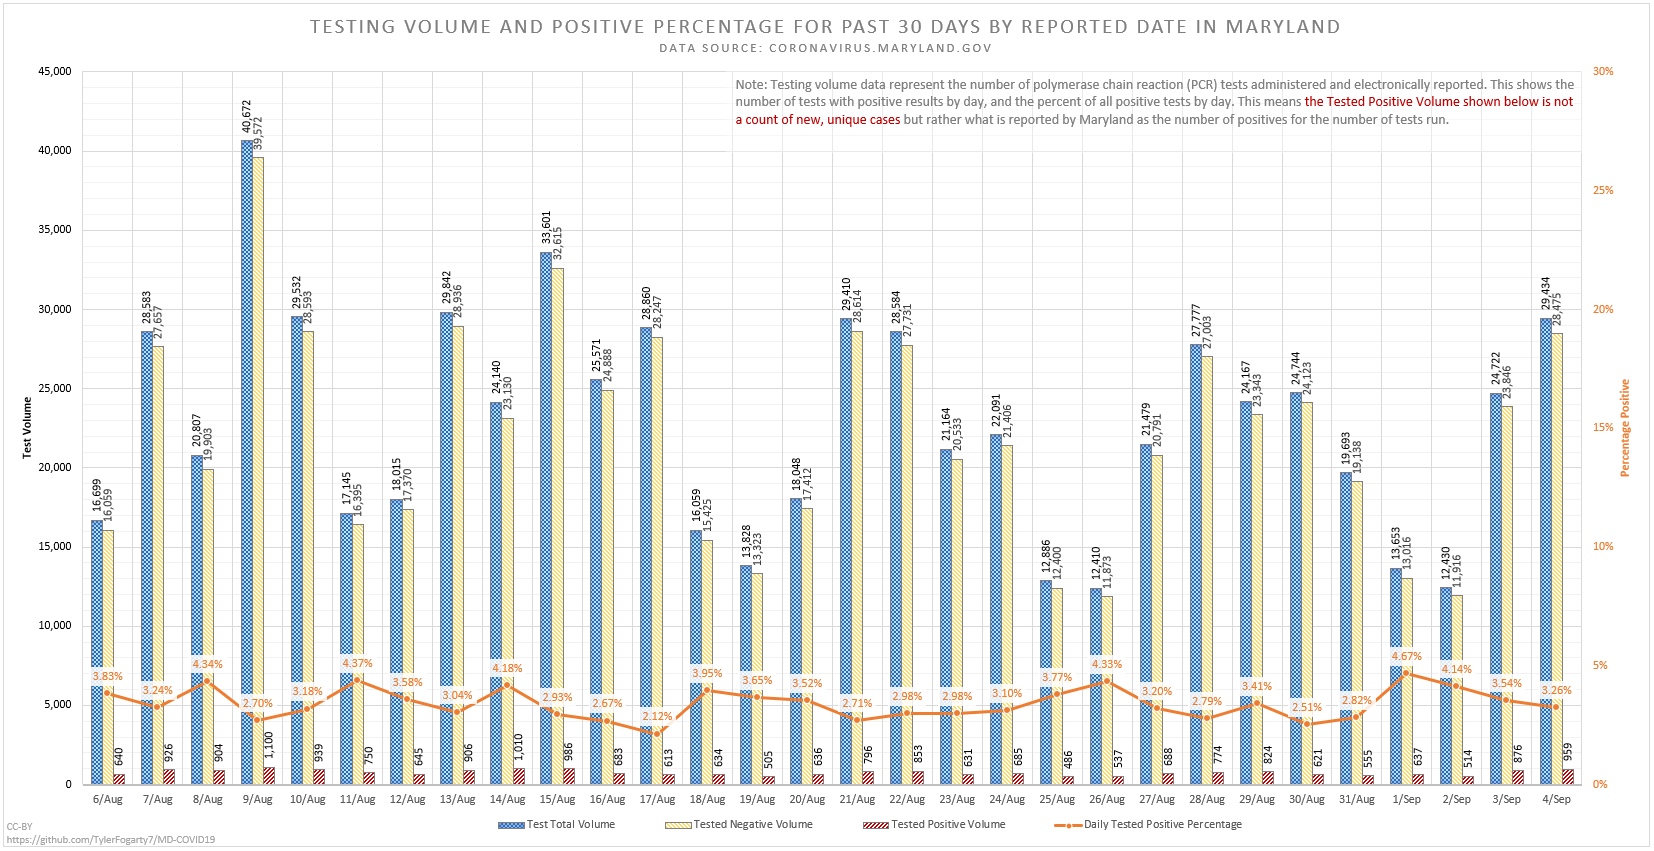 TESTING VOLUME AND POSITIVE PERCENTAGE FOR PAST 30 DAYS BY REPORTED DATE IN MARYLAND
DATA SOURCE: CORONAVIRUS.MARYLAND.GOV
Note: Testing volume data represent the number of polymerase chain reaction (PCR) tests administered and electronically reported. This shows the
number of tests with positive results by day, and the percent of all positive tests by day. This means the Tested Positive Volume shown below is not
a count of new, unique cases but rather what is reported by Maryland as the number of positives for the number of tests run.
Test Volume
45,000
40,000
35,000
30,000
25,000
20,000
15,000
10,000
5,000
0
16,699 16,059 3.83% 640
28,583 27,657 3.24% 926
20,807 19,903 4.34% 904
40,672 39,572 2.70% 1,100
29,532 28,593 3.18% 939
17,145 16,395 4.37% 750
18,015 17,370 3.58% 645
29,842 28,936 3.04% 906
24,140 23,130 4.18% 1,010
33,601 32,615 2.93% 986
25,571 24,888 2.67% 683
28,860 28,247 2.12% 613
16,059 15,425 3.95% 634
13,828 13,323 3.65% 505
18,048 17,412 3.52% 636
29,410 28,614 2.71% 796
28,584 27,731 2.98% 853
21,164 20,533 2.98% 631
22,091 21,406 3.10% 685
12,886 12,400 3.77% 486
12,410 11,873 4.33% 537
21,479 20,791 3.20% 688
27,777 27,003 2.79% 774
24,167 23,343 3.41% 824
24,744 24,123 2.51% 621
19,693 19,138 2.82% 555
13,653 13,016 4.67% 637
12,430 11,916 4.14% 514
24,722 23,846 3.54% 876
29,434 28,475 3.26% 959
30%
25%
20%
15%
10%
5%
0%
Percentage Positive
6/Aug 7/Aug 8/Aug 9/Aug 10/Aug 11/Aug 12/Aug 13/Aug 14/Aug 15/Aug 16/Aug 17/Aug 18/Aug 19/Aug 20/Aug 21/Aug 22/Aug 23/Aug 24/Aug 25/Aug 26/Aug 27/Aug 28/Aug 29/Aug 30/Aug 31/Aug 1/Sep 2/Sep 3/Sep 4/Sep
Test Total Volume Tested Negative Volume Tested Positive Volume Daily Tested Positive Percentage
CC-BY
https://github.com/TylerFogarty7/MD-COVID19